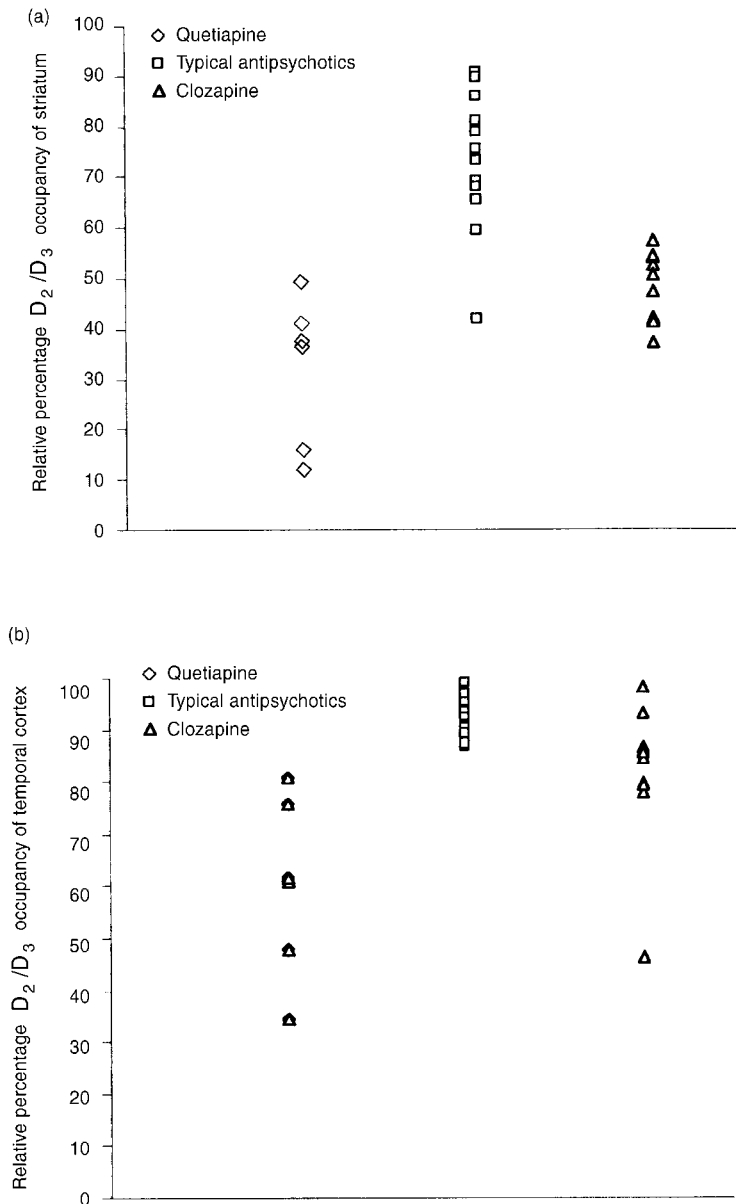 (a)
100
90
80
70
60
50
40
30
20
10
0
Relative percentage D2/D3 occupancy of striatum
Quetiapine
Typical antipsychotics
Clozapine
(b)
100
90
80
70
60
50
40
30
20
10
0
Relative percentage D2/D3 occupancy of temporal cortex
Quetiapine
Typical antipsychotics
Clozapine